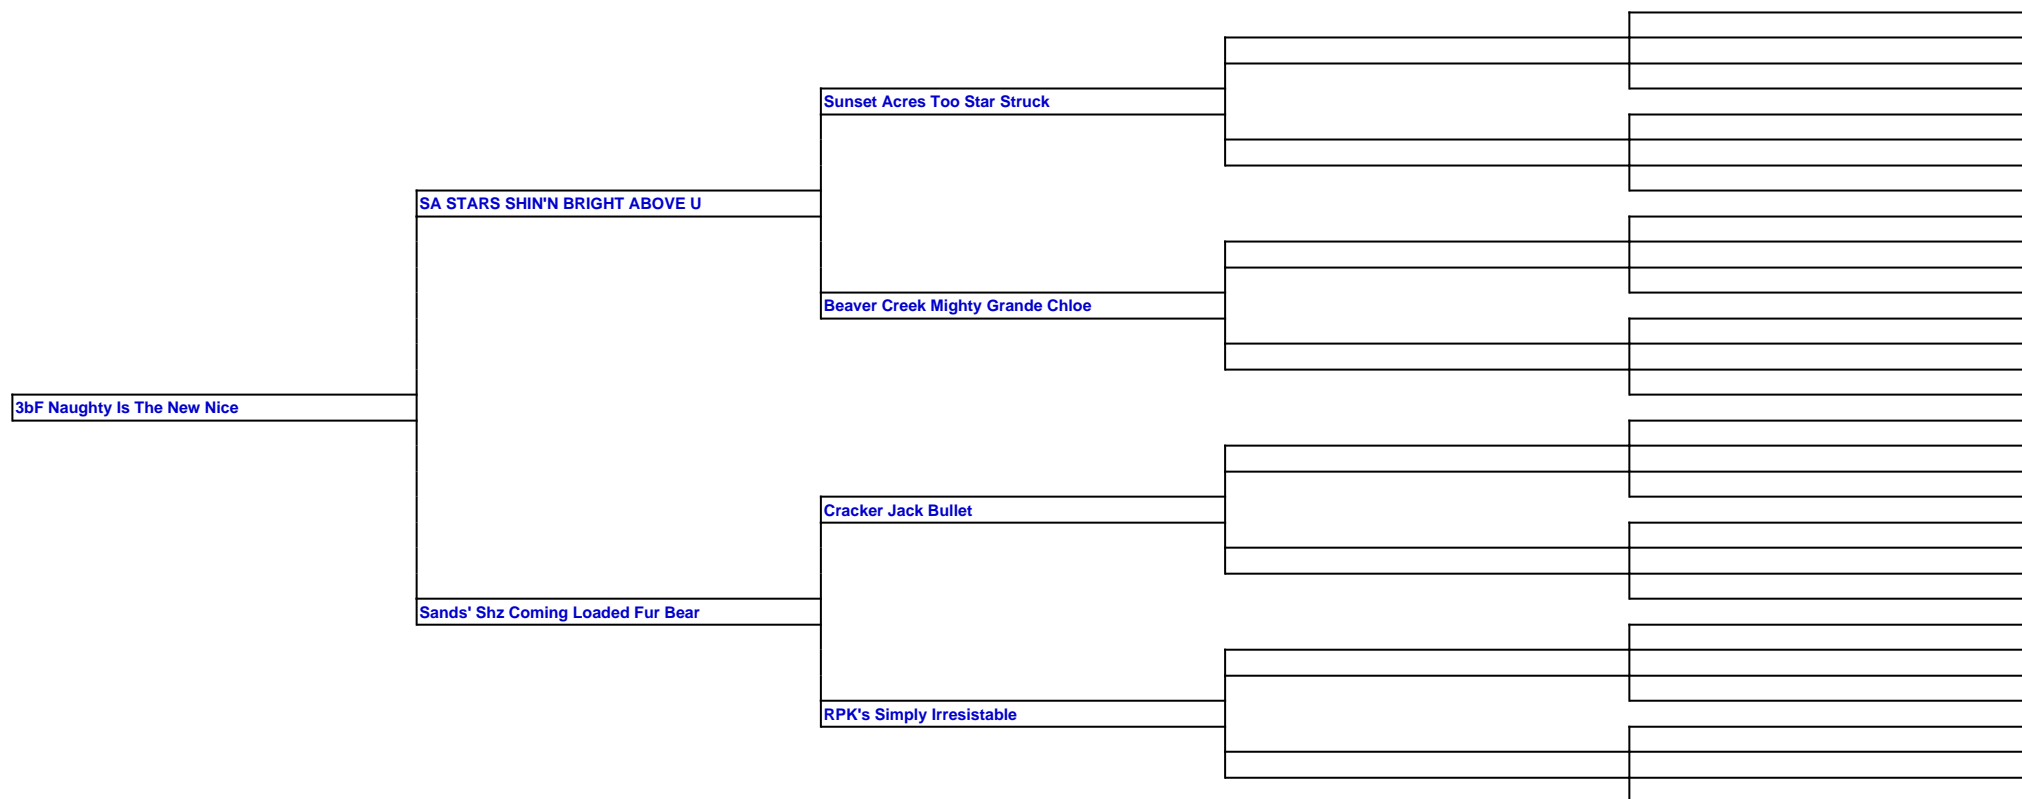 Sunset Acres Too Star Struck
SA STARS SHIN'N BRIGHT ABOVE U
Beaver Creek Mighty Grande Chloe
3bF Naughty Is The New Nice
Cracker Jack Bullet
Sands' Shz Coming Loaded Fur Bear
RPK's Simply Irresistable